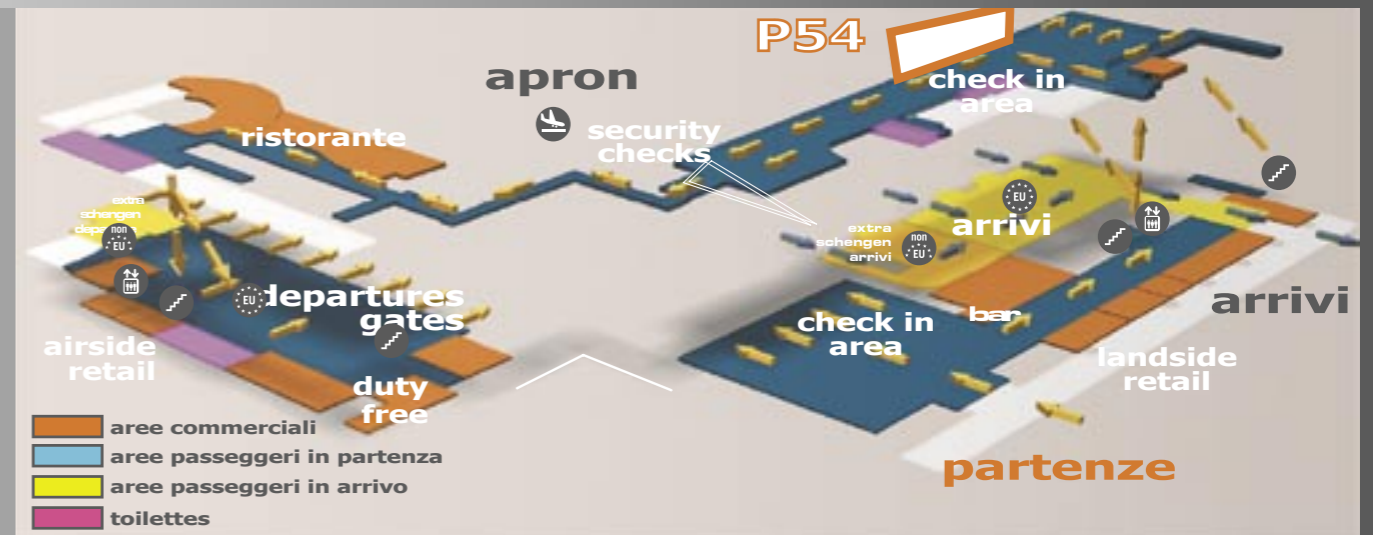 P54
apron
check in
area
security
checks
ristorante
extra
schengen
non
EU
EU
arrivi
extra
schengen
arrivi
non
EU
EU
departures
gates
airside
retail
duty
free
check in
area
bar
arrivi
landside
retail
partenze
aree commerciali
aree passeggeri in partenza
aree passeggeri in arrivo
toilettes